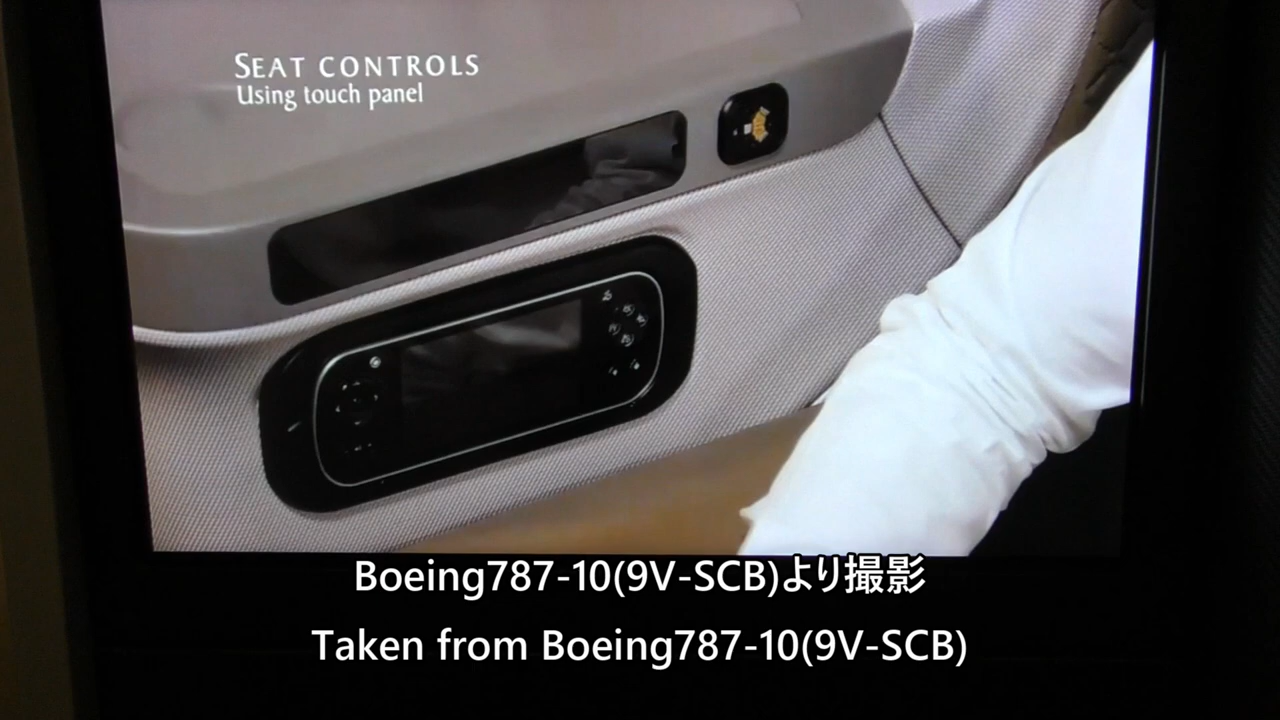 SEAT CONTROLS
Using touch panel
Boeing787-10(9V-SCB)より撮影
Taken from Boeing787-10(9V-SCB)